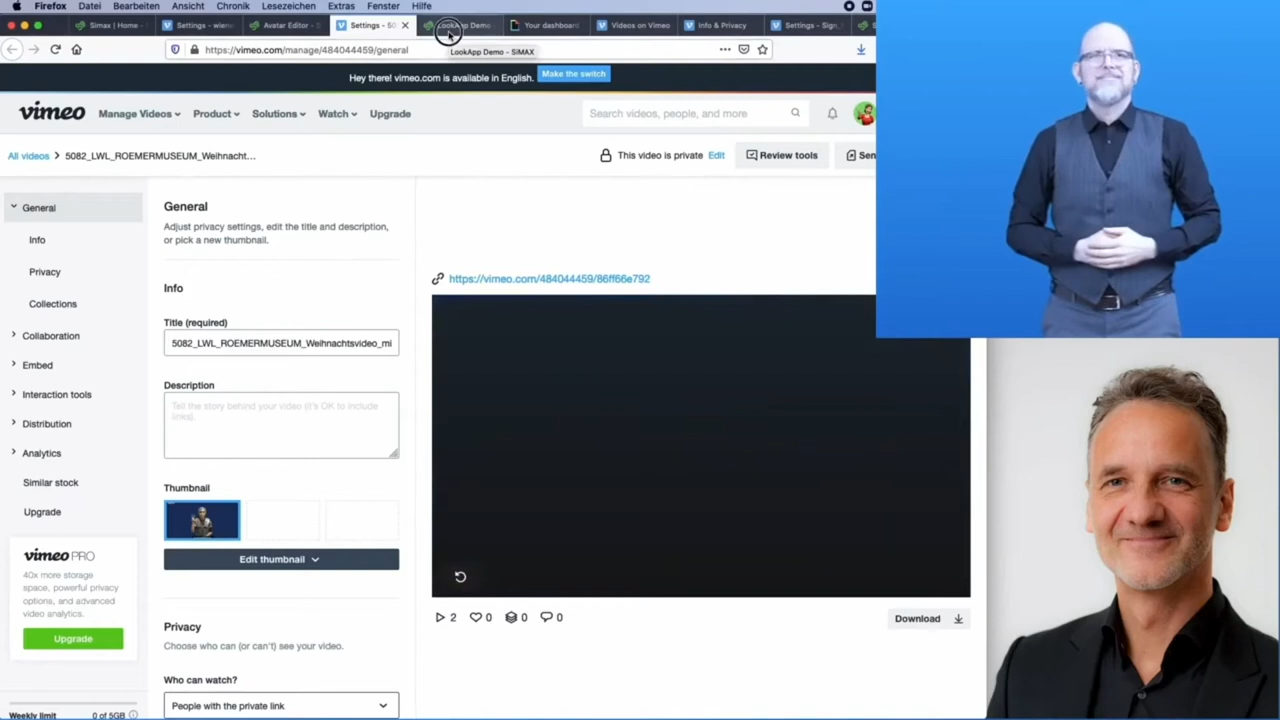 Firefox Datei Bearbeiten Ansicht Chronik Lesezeichen Extras Fenster Hilfe
Simax | Home - Settings - wiene Avatar Editor - S Settings - 50 LookApp Demo Your dashboard Videos on Vimeo Info & Privacy Settings - Sign
https://vimeo.com/manage/484044459/general
LookApp Demo - SiMAX
Hey there! vimeo.com is available in English. Make the switch
vimeo Manage Videos Product Solutions Watch Upgrade Search videos, people, and more
All videos > 5082_LWL_ROEMERMUSEUM_Weihnacht... This video is private Edit Review tools Sen
General
Info
Privacy
Collections
Collaboration
Embed
Interaction tools
Distribution
Analytics
Similar stock
Upgrade
vimeo PRO
40x more storage
space, powerful privacy
options, and advanced
video analytics.
Upgrade
Weekly limit 0 of 5GB
General
Adjust privacy settings, edit the title and description,
or pick a new thumbnail.
Info
Title (required)
5082_LWL_ROEMERMUSEUM_Weihnachtsvideo_mi
Description
Tell the story behind your video (it's OK to include
links).
Thumbnail
Edit thumbnail
Privacy
Choose who can (or can't) see your video.
Who can watch?
People with the private link
https://vimeo.com/484044459/86ff66e792
2 0 0 0 Download